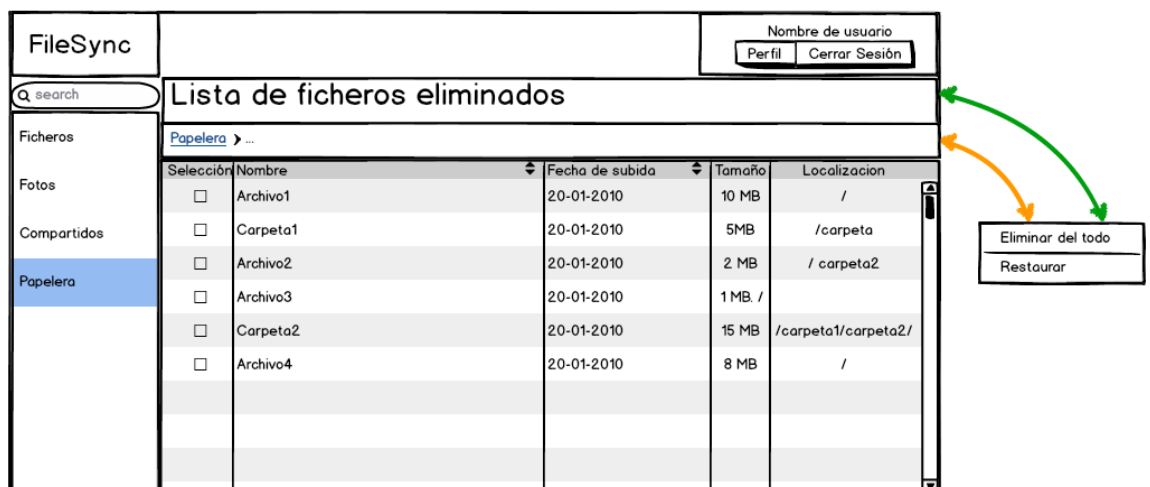 FileSync
Nombre de usuario
Perfil Cerrar Sesión
search
Lista de ficheros eliminados
Ficheros
Fotos
Compartidos
Papelera
Papelera > ...
Selección Nombre Fecha de subida Tamaño Localizacion
Archivo1 20-01-2010 10 MB /
Carpeta1 20-01-2010 5MB /carpeta
Archivo2 20-01-2010 2 MB / carpeta2
Archivo3 20-01-2010 1 MB. /
Carpeta2 20-01-2010 15 MB /carpeta1/carpeta2/
Archivo4 20-01-2010 8 MB /
Eliminar del todo
Restaurar